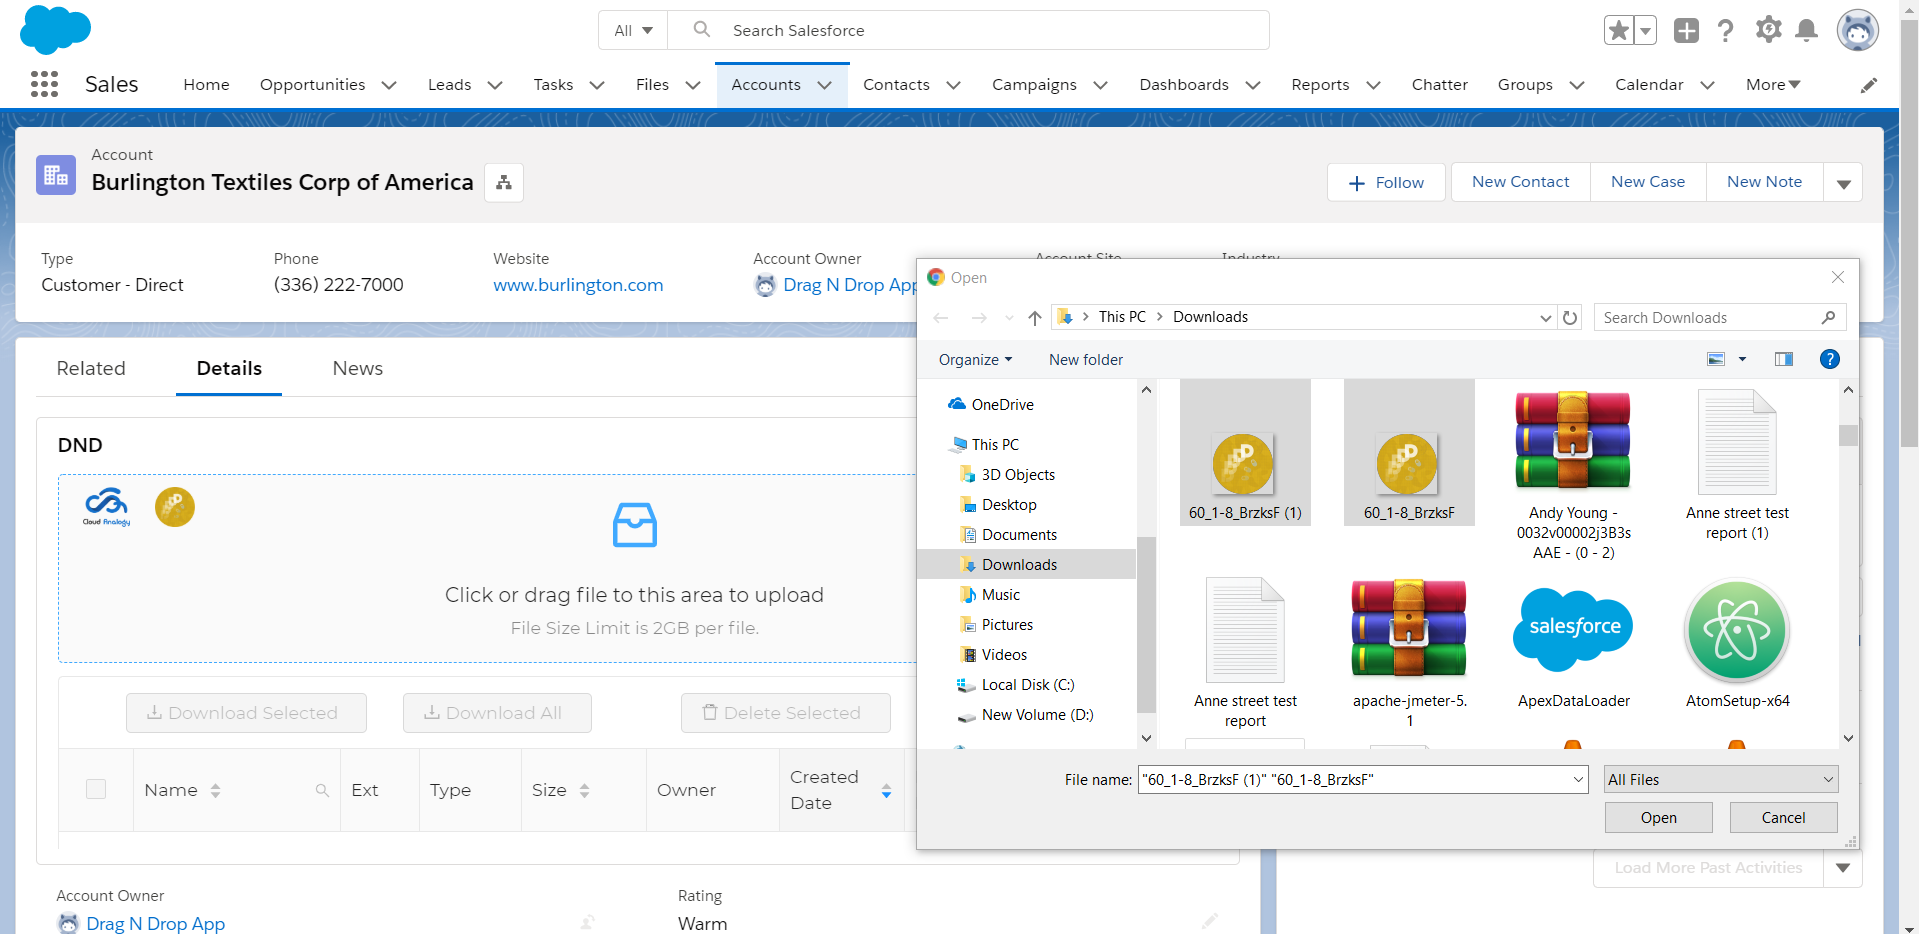 All
Search Salesforce
Sales
Home
Opportunities
Leads
Tasks
Files
Accounts
Contacts
Campaigns
Dashboards
Reports
Chatter
Groups
Calendar
More
Account
Burlington Textiles Corp of America
Follow
New Contact
New Case
New Note
Type
Customer - Direct
Phone
(336) 222-7000
Website
www.burlington.com
Account Owner
Drag N Drop App
Account Site
Industry
Related
Details
News
DND
Cloud Analogy
Click or drag file to this area to upload
File Size Limit is 2GB per file.
Download Selected
Download All
Delete Selected
Name
Ext
Type
Size
Owner
Created
Date
Account Owner
Drag N Drop App
Rating
Warm
Open
This PC
Downloads
Search Downloads
Organize
New folder
OneDrive
This PC
3D Objects
Desktop
Documents
Downloads
Music
Pictures
Videos
Local Disk (C:)
New Volume (D:)
60_1-8_BrzksF (1)
60_1-8_BrzksF
Andy Young -
0032v00002j3B3s
AAE - (0 - 2)
Anne street test
report (1)
Anne street test
report
apache-jmeter-5.
1
salesforce
ApexDataLoader
AtomSetup-x64
File name:
"60_1-8_BrzksF (1)" "60_1-8_BrzksF"
All Files
Open
Cancel
Load More Past Activities